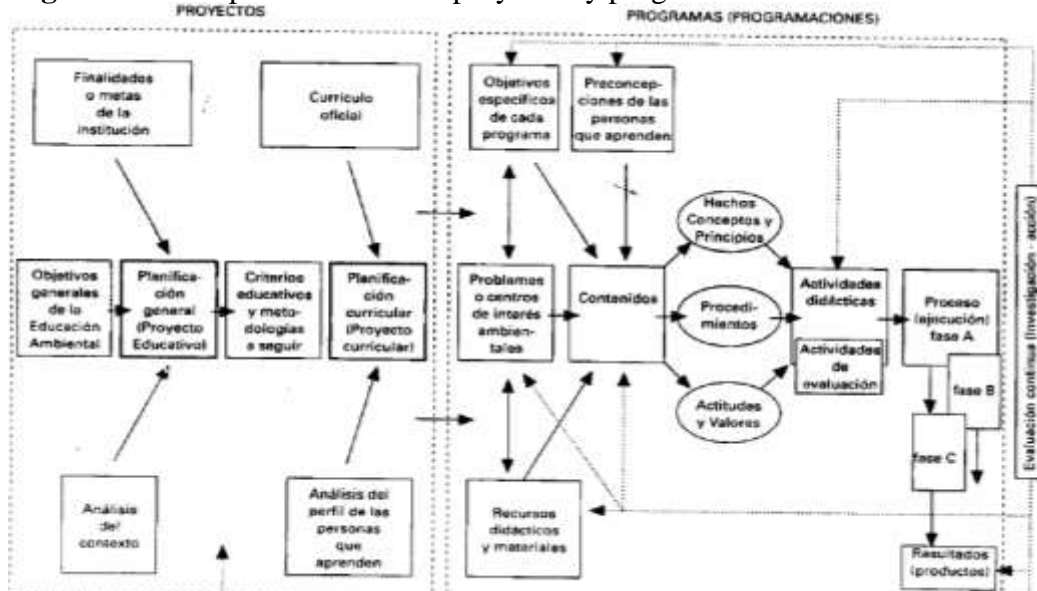 PROYECTOS
PROGRAMAS (PROGRAMACIONES)
Finalidades
o metas
de la
institución
Currículo
oficial
Objetivos
específicos
de cada
programa
Preconcep-
ciones de las
personas
que aprenden
Objetivos
generales
de la
Educación
Ambiental
Planifica-
ción
general
(Proyecto
Educativo)
Criterios
educativos
y meto-
dologías
a seguir
Planifica-
ción
curricular
(Proyecto
curricular)
Problemas
o centros
de interés
ambien-
tales
Contenidos
Hechos
Conceptos y
Principios
Procedi-
mientos
Actitudes
y Valores
Actividades
didácticas
Actividades
de
evaluación
Proceso
(ejecución)
fase A
fase B
fase C
Análisis
del
contexto
Análisis del
perfil de las
personas
que
aprenden
Recursos
didácticos
y materiales
Resultados
(productos)
Evaluación continua (Investigación - acción)